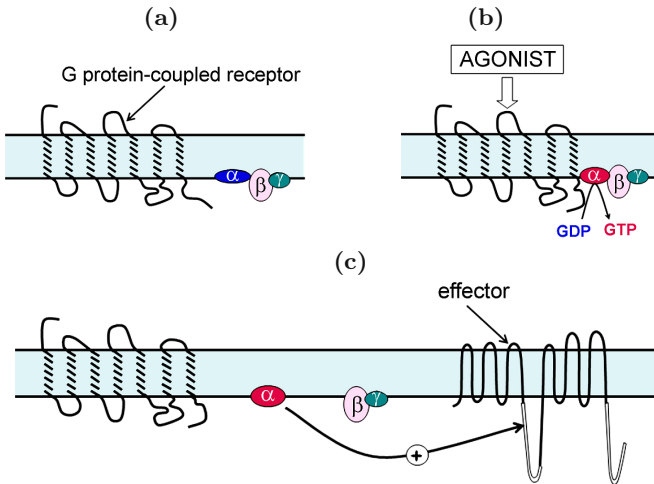 (a)
G protein-coupled receptor
α
β
γ
(b)
AGONIST
α
β
γ
GDP GTP
(c)
effector
α
β
γ
+